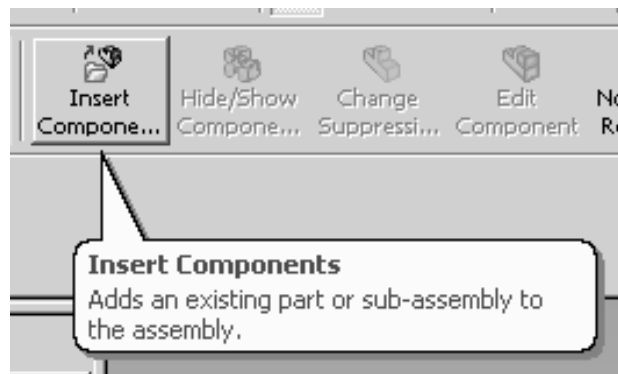 Insert Hide/Show Change Edit No
Compone... Compone... Suppressi... Component R
Insert Components
Adds an existing part or sub-assembly to
the assembly.